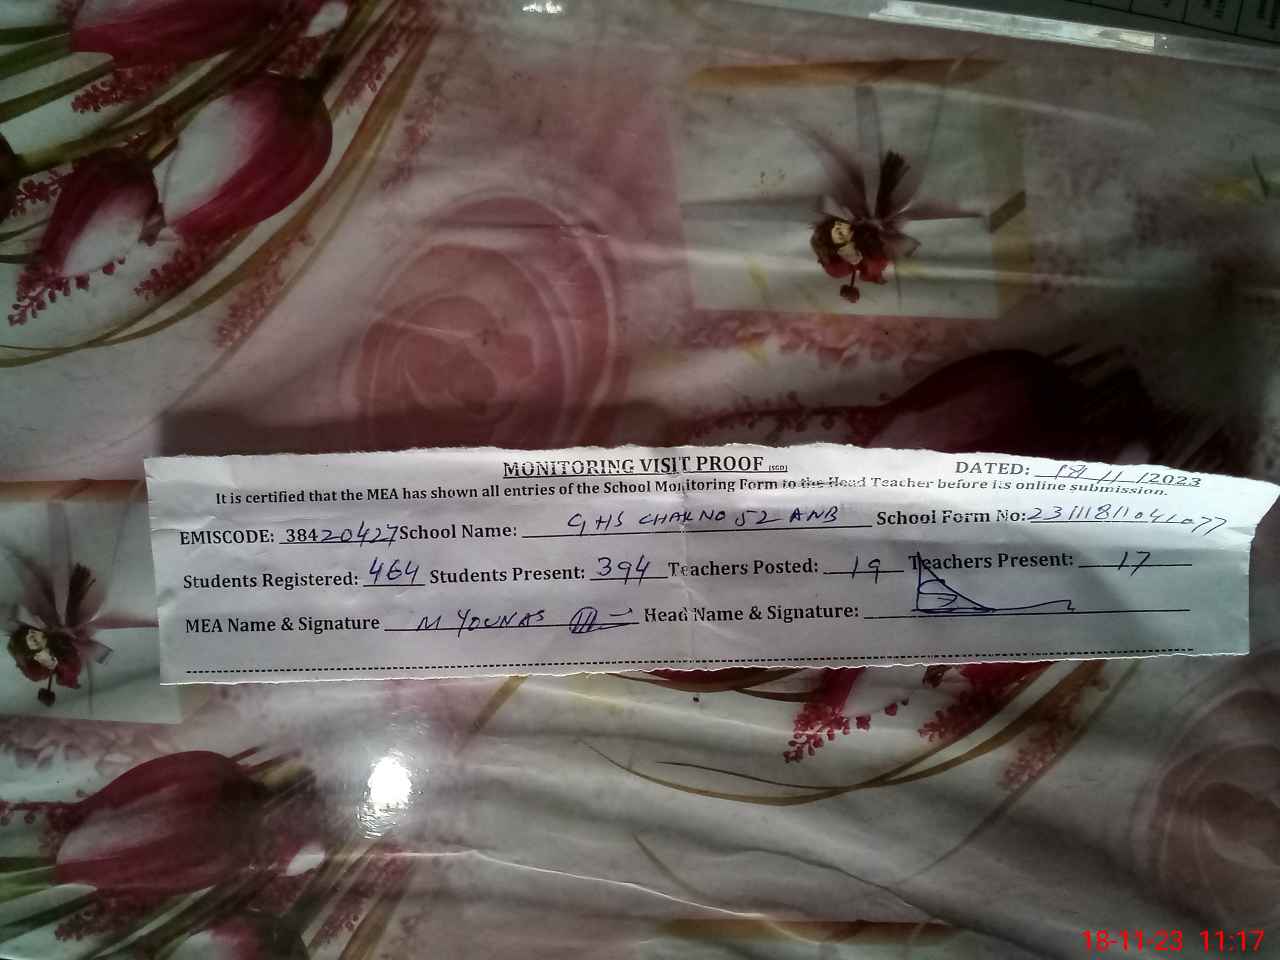 MONITORING VISIT PROOF (SGD)
DATED: 18/11/2023
It is certified that the MEA has shown all entries of the School Monitoring Form to the Head Teacher before its online submission.
EMISCODE: 38420427 School Name: GHS CHAK NO 52 ANB School Form No: 2311181104
Students Registered: 464 Students Present: 394 Teachers Posted: 19 Teachers Present: 17
MEA Name & Signature M YOUNAS Head Name & Signature:
18-11-23 11:17